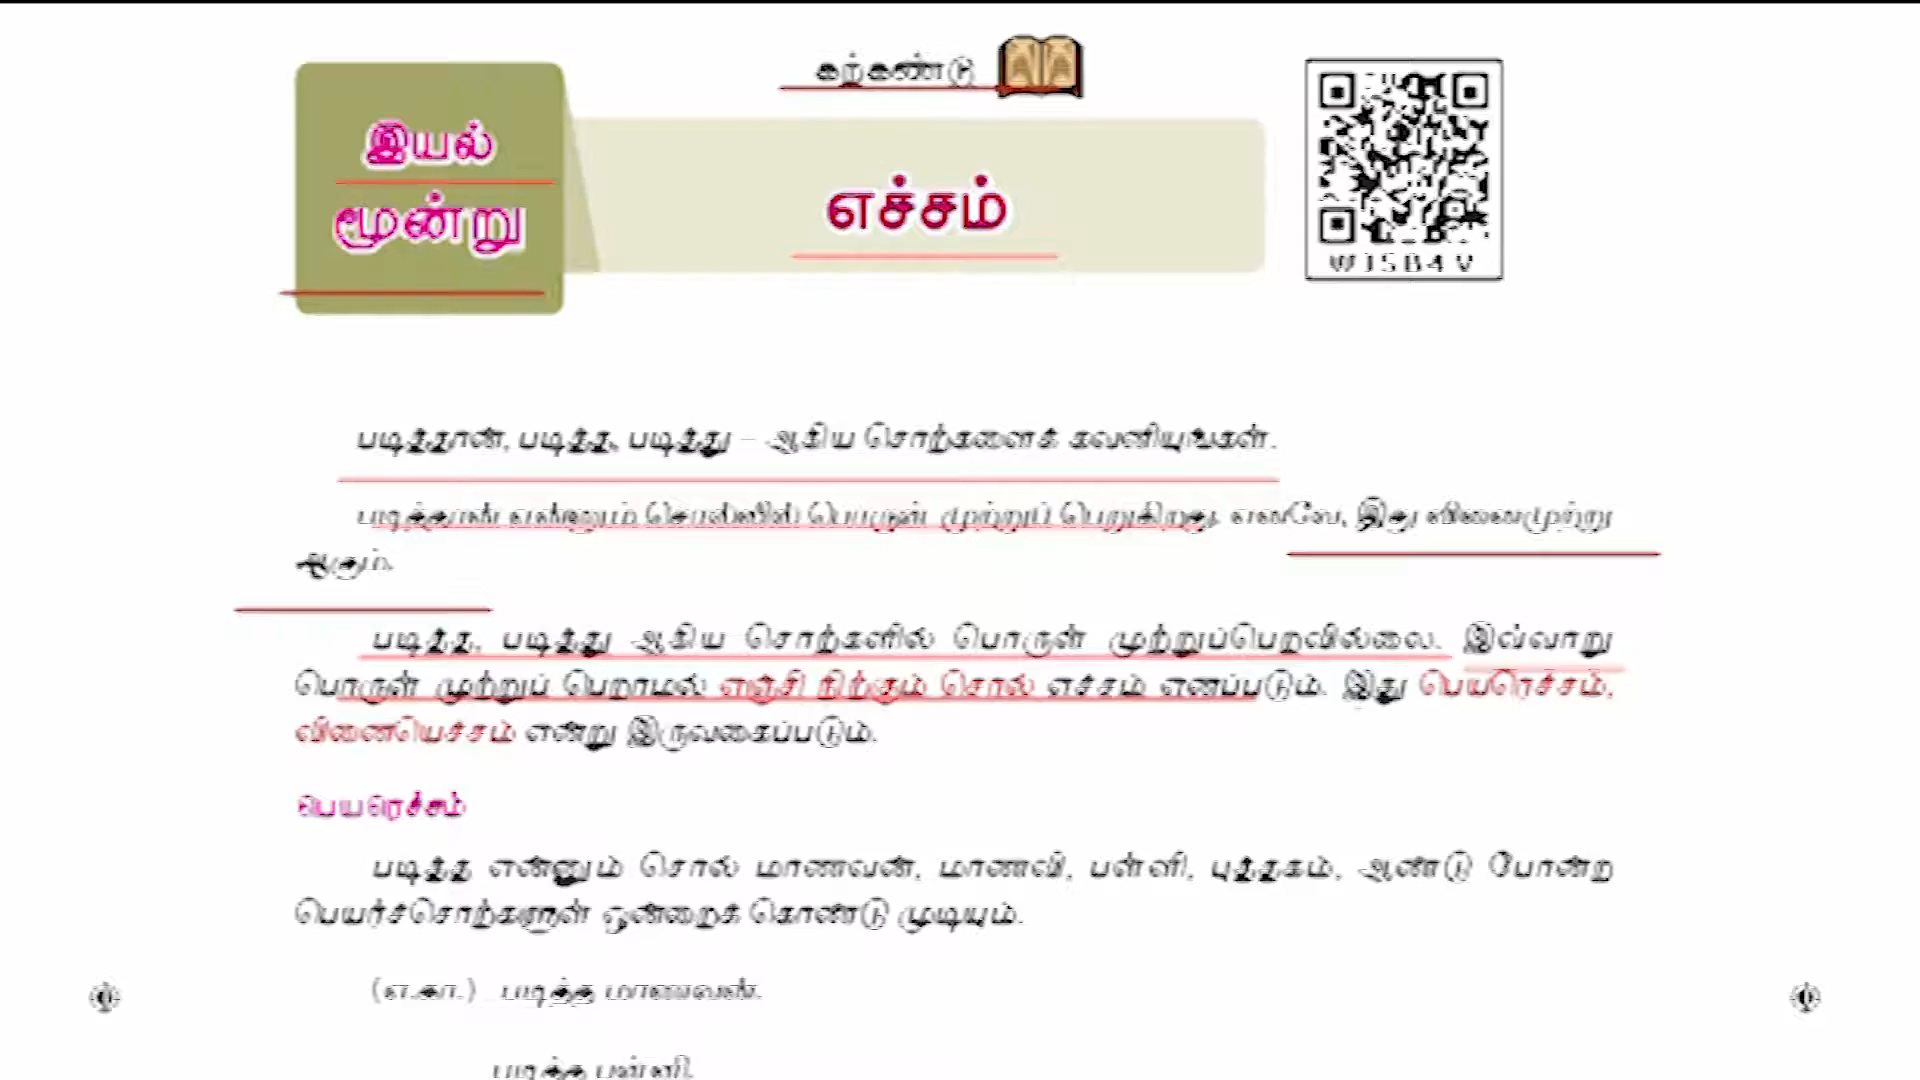 கற்கண்டு
இயல்
மூன்று
எச்சம்
W15B4V
படித்தான், படித்த, படித்து – ஆகிய சொற்களைக் கவனியுங்கள்.
படித்தான் என்னும் சொல்லில் பொருள் முற்றுப் பெறுகிறது. எனவே, இது வினைமுற்று
ஆகும்.
படித்த, படித்து ஆகிய சொற்களில் பொருள் முற்றுப்பெறவில்லை. இவ்வாறு
பொருள் முற்றுப் பெறாமல் எஞ்சி நிற்கும் சொல் எச்சம் எனப்படும். இது பெயரெச்சம்,
வினையெச்சம் என்று இருவகைப்படும்.
பெயரெச்சம்
படித்த என்னும் சொல் மாணவன், மாணவி, பள்ளி, புத்தகம், ஆண்டு போன்ற
பெயர்ச்சொற்களுள் ஒன்றைக் கொண்டு முடியும்.
(எ.கா.) படித்த மாணவன்.
படித்த பள்ளி.